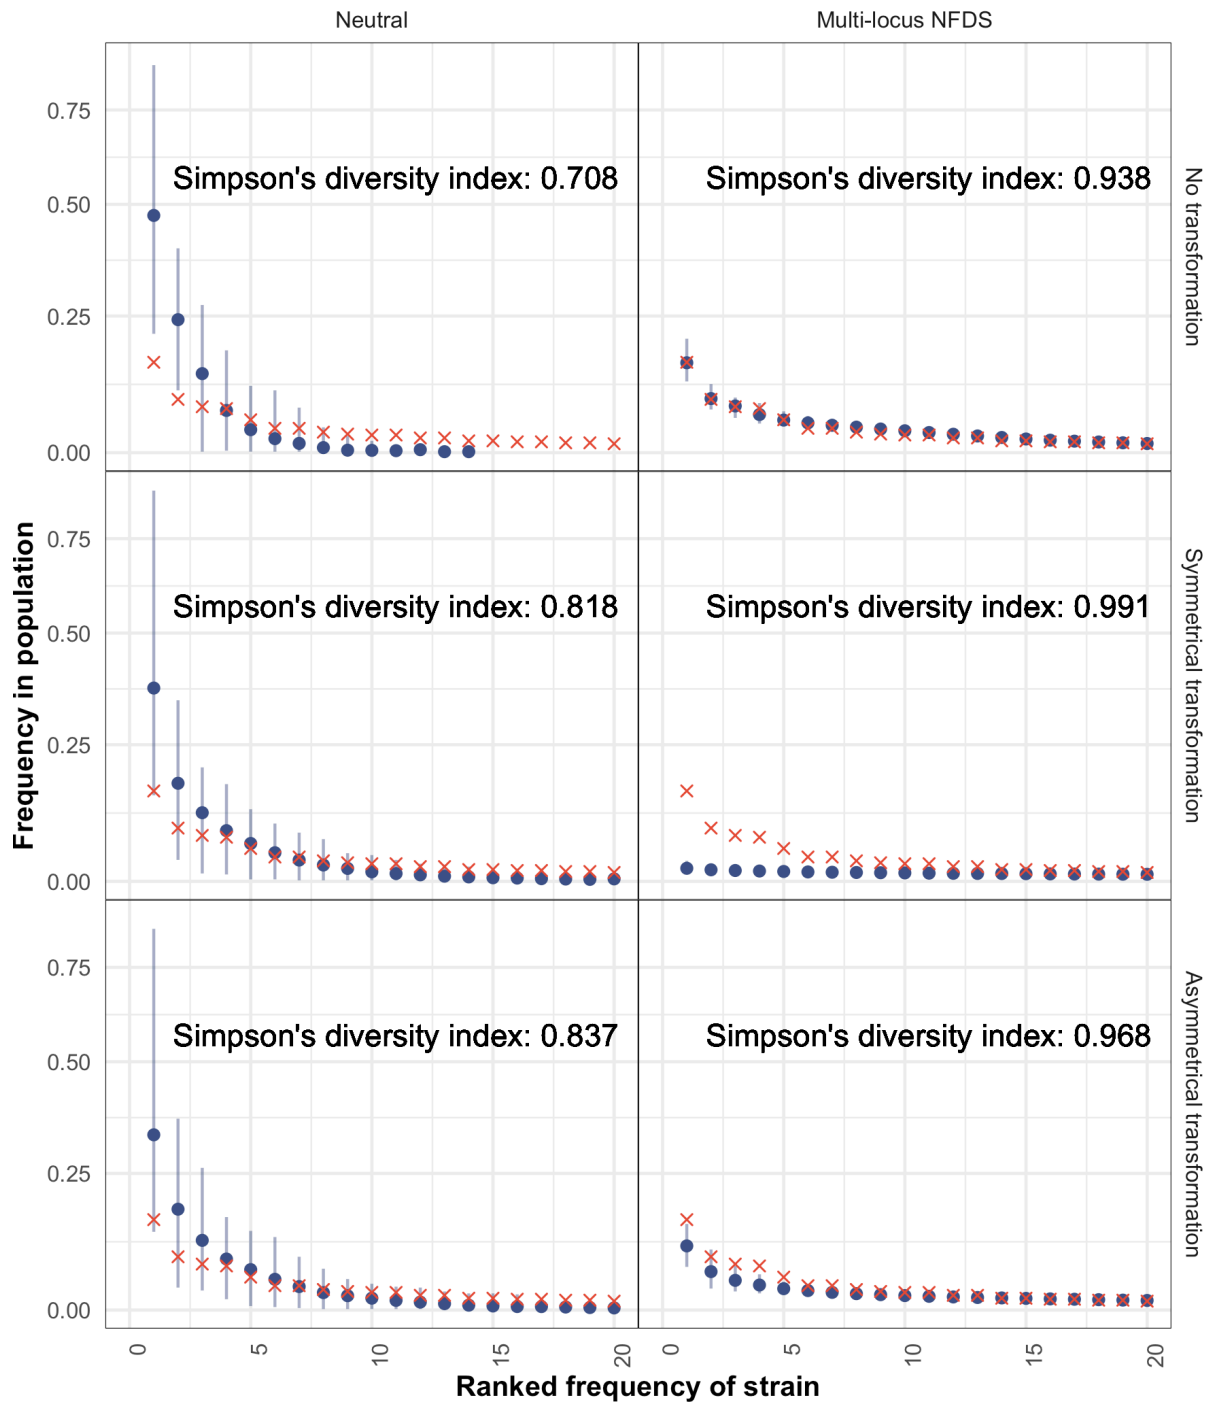 Neutral
Multi-locus NFDS
0.75
0.50
0.25
0.00
Simpson's diversity index: 0.708
Simpson's diversity index: 0.938
No transformation
0.75
0.50
0.25
0.00
Simpson's diversity index: 0.818
Simpson's diversity index: 0.991
Symmetrical transformation
Frequency in population
0.75
0.50
0.25
0.00
Simpson's diversity index: 0.837
Simpson's diversity index: 0.968
Asymmetrical transformation
0 5 10 15 20
0 5 10 15 20
Ranked frequency of strain